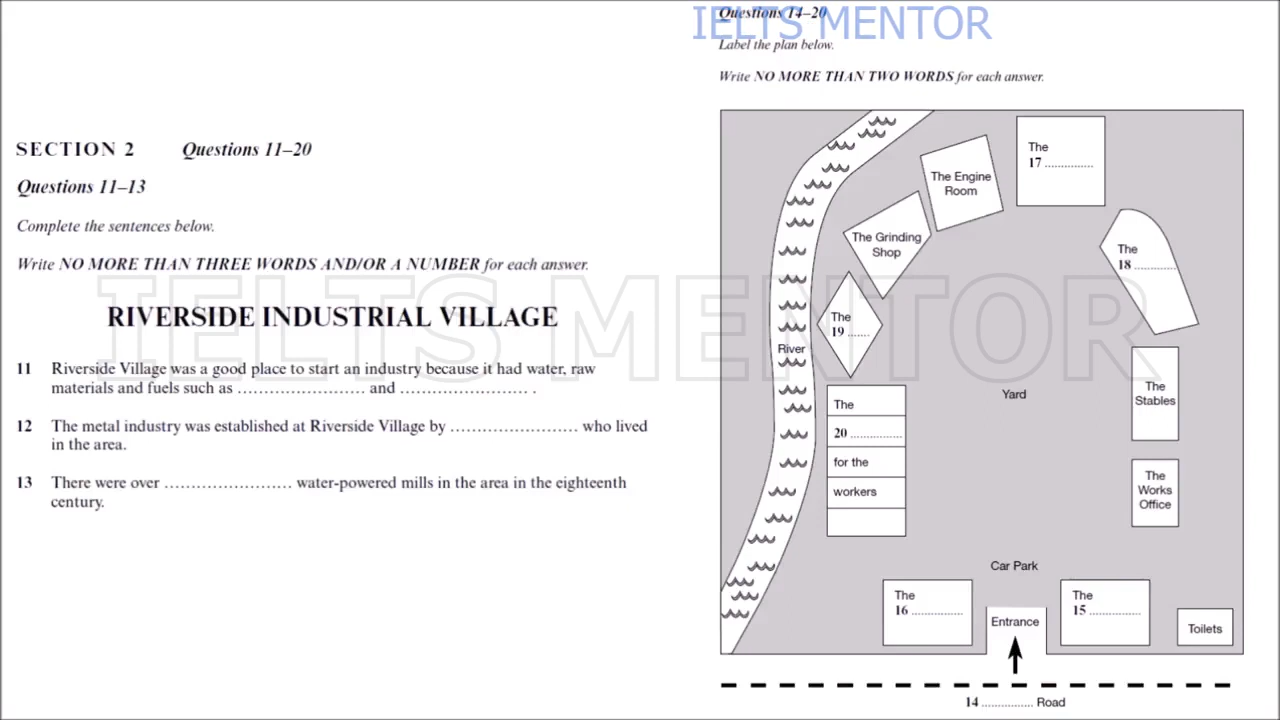 SECTION 2 Questions 11–20
Questions 11–13
Complete the sentences below.
Write NO MORE THAN THREE WORDS AND/OR A NUMBER for each answer.
RIVERSIDE INDUSTRIAL VILLAGE
11 Riverside Village was a good place to start an industry because it had water, raw
materials and fuels such as ........................ and ........................ .
12 The metal industry was established at Riverside Village by ........................ who lived
in the area.
13 There were over ........................ water-powered mills in the area in the eighteenth
century.
Questions 14–20
IELTS MENTOR
Label the plan below.
Write NO MORE THAN TWO WORDS for each answer.
The
17 ..............
The Engine
Room
The Grinding
Shop
The
18 ..............
The
19 .......
River
The
Stables
Yard
The
20 ..............
for the
workers
The
Works
Office
Car Park
The
16 ..............
Entrance
The
15 ..............
Toilets
14 .............. Road
IELTS MENTOR